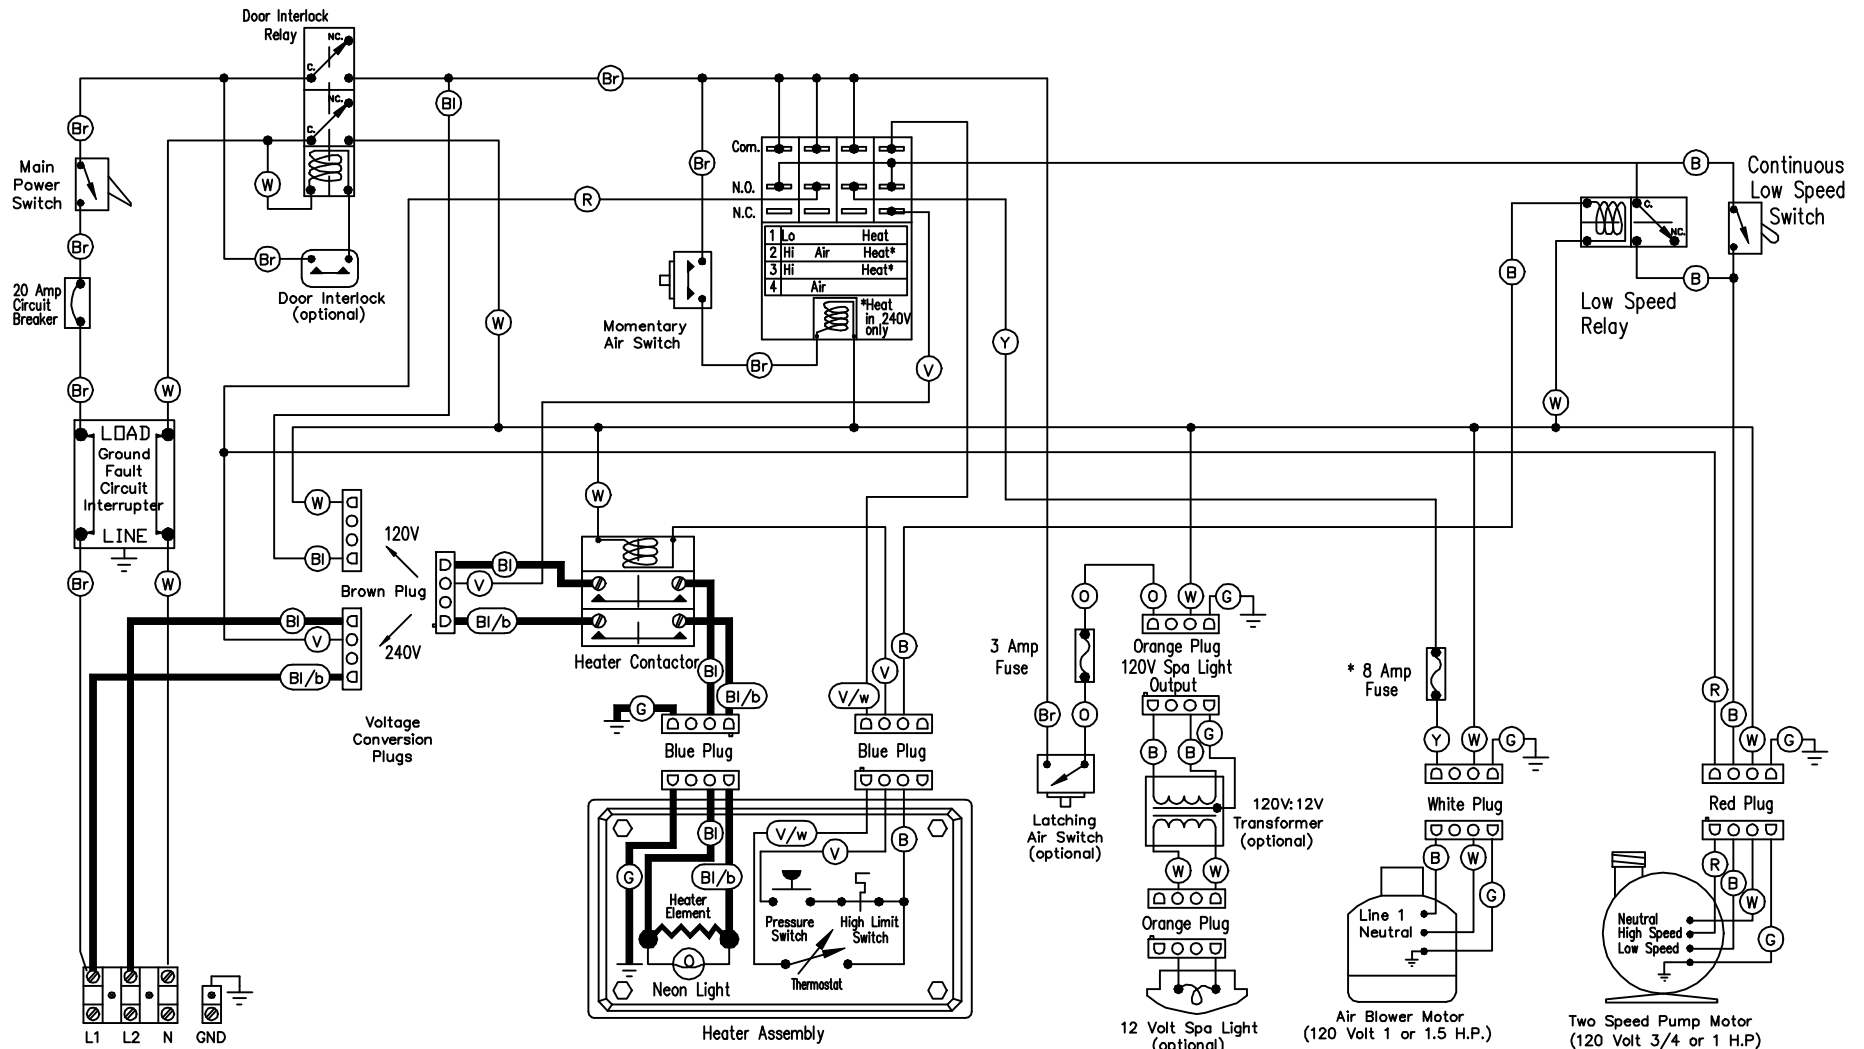 Door Interlock
Relay
NC.
C.
NC.
C.
Br
Bl
Br
Main
Power
Switch
W
Br
Br
Door Interlock
(optional)
20 Amp
Circuit
Breaker
Br
W
LOAD
Ground
Fault
Circuit
Interrupter
LINE
Br
W
R
W
Br
Momentary
Air Switch
Br
Com.
N.O.
N.C.
1 Lo Heat
2 Hi Air Heat*
3 Hi Heat*
4 Air
*Heat
in 240V
only
V
Y
B
Continuous
Low Speed
Switch
C.
NC.
B
B
Low Speed
Relay
W
W
Bl
120V
Brown Plug
240V
Bl
V
Bl/b
Voltage
Conversion
Plugs
Bl
V
Bl/b
W
Heater Contactor
Bl
Bl/b
G
Blue Plug
V/w
V
B
Blue Plug
3 Amp
Fuse
O
O
W
G
Orange Plug
120V Spa Light
Output
Br
O
Latching
Air Switch
(optional)
B
B
G
120V:12V
Transformer
(optional)
W
W
Orange Plug
12 Volt Spa Light
(optional)
* 8 Amp
Fuse
Y
W
G
White Plug
B
W
G
Line 1
Neutral
Air Blower Motor
(120 Volt 1 or 1.5 H.P.)
R
B
W
G
Red Plug
R
B
W
G
Neutral
High Speed
Low Speed
Two Speed Pump Motor
(120 Volt 3/4 or 1 H.P)
V/w
V
B
Bl
G
Bl/b
Heater
Element
Neon Light
Pressure
Switch
High Limit
Switch
Thermostat
Heater Assembly
L1
L2
N
GND